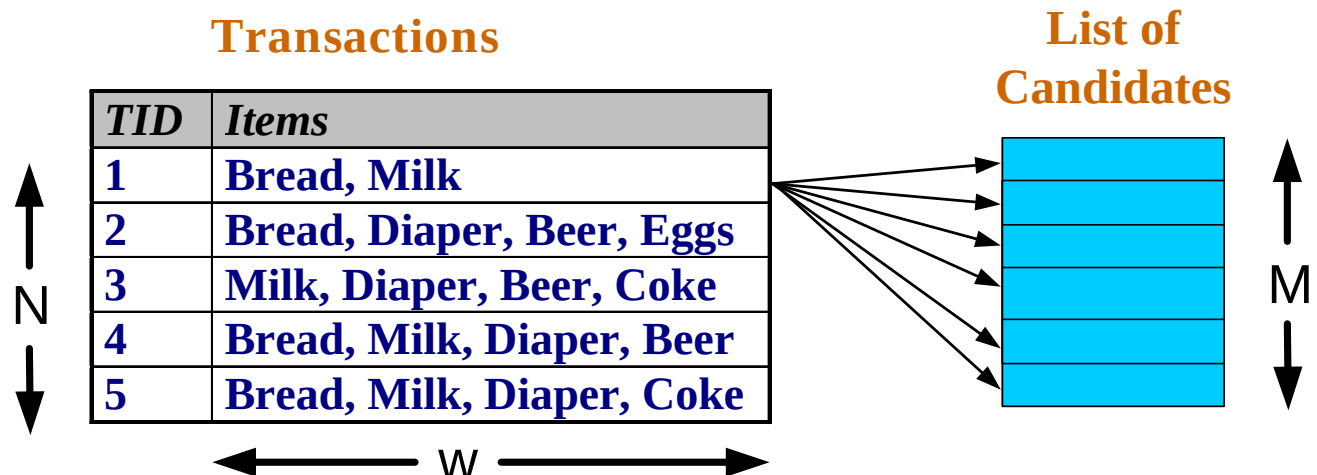 Transactions
List of
Candidates
TID Items
1 Bread, Milk
2 Bread, Diaper, Beer, Eggs
3 Milk, Diaper, Beer, Coke
4 Bread, Milk, Diaper, Beer
5 Bread, Milk, Diaper, Coke
N
M
w